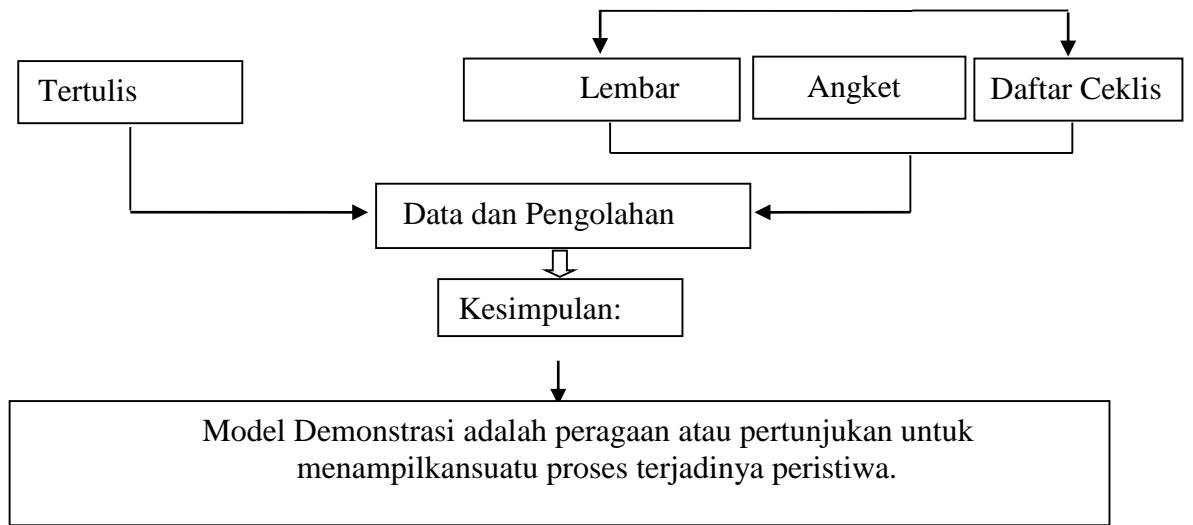 Tertulis
Lembar
Angket
Daftar Ceklis
Data dan Pengolahan
Kesimpulan:
Model Demonstrasi adalah peragaan atau pertunjukan untuk
menampilkansuatu proses terjadinya peristiwa.